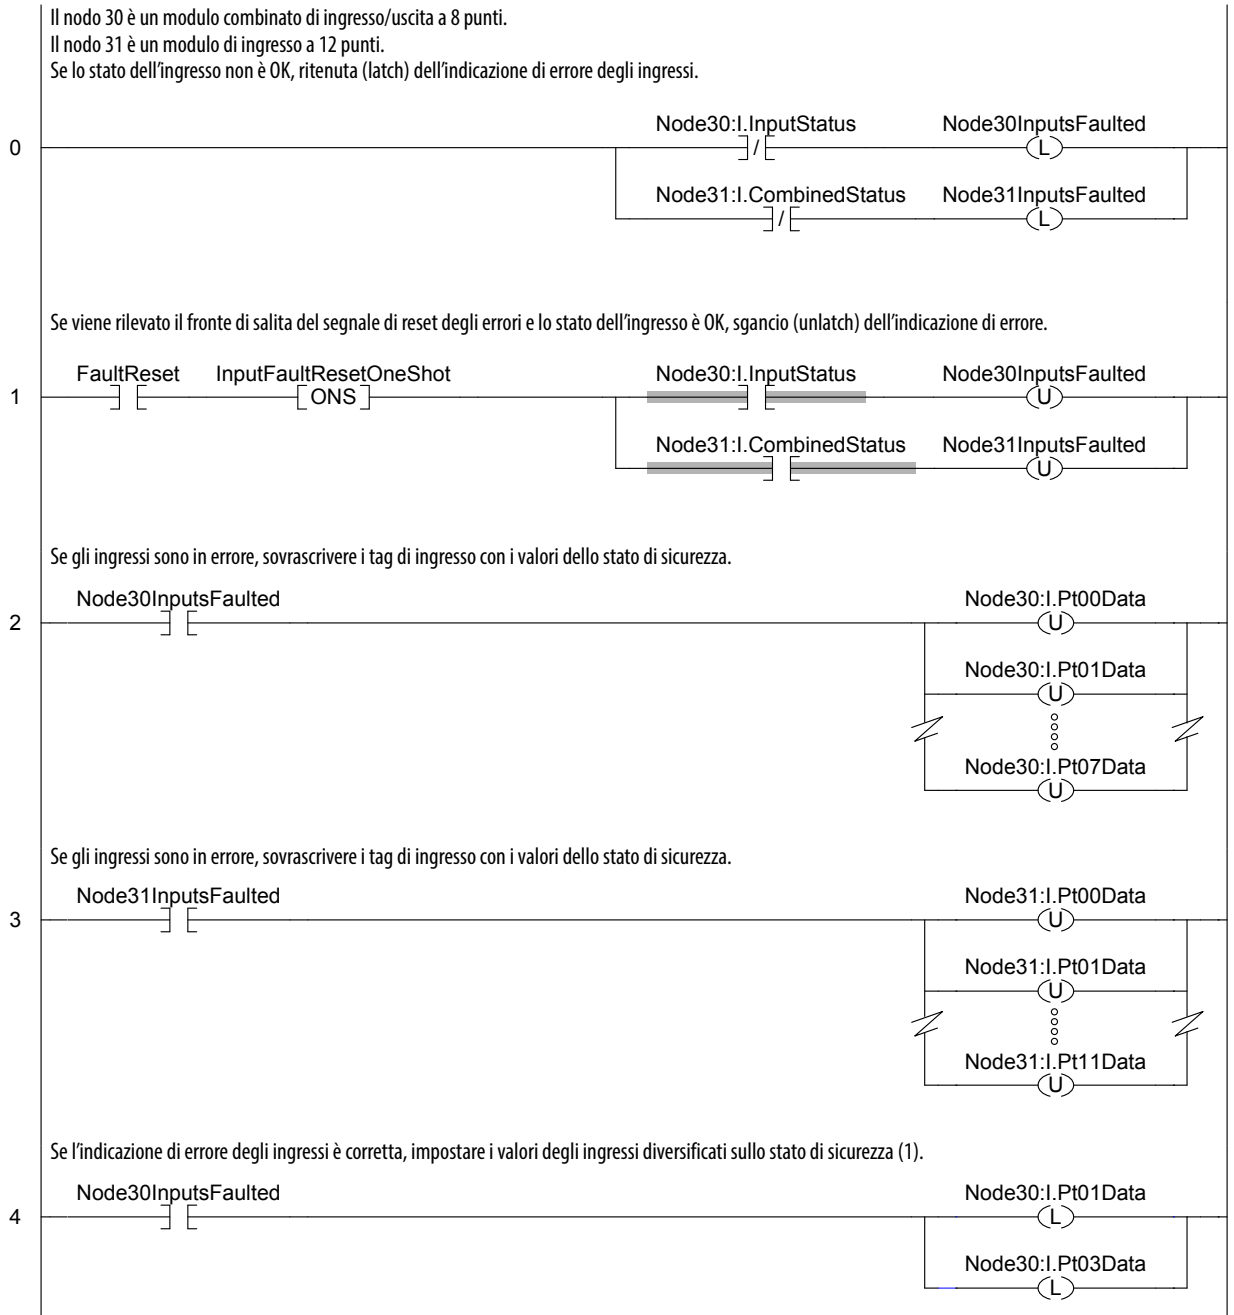 Il nodo 30 è un modulo combinato di ingresso/uscita a 8 punti.
Il nodo 31 è un modulo di ingresso a 12 punti.
Se lo stato dell'ingresso non è OK, ritenuta (latch) dell'indicazione di errore degli ingressi.
Node30:I.InputStatus Node30InputsFaulted
0 / L
Node31:I.CombinedStatus Node31InputsFaulted
/ L
Se viene rilevato il fronte di salita del segnale di reset degli errori e lo stato dell'ingresso è OK, sgancio (unlatch) dell'indicazione di errore.
FaultReset InputFaultResetOneShot Node30:I.InputStatus Node30InputsFaulted
1 ONS U
Node31:I.CombinedStatus Node31InputsFaulted
U
Se gli ingressi sono in errore, sovrascrivere i tag di ingresso con i valori dello stato di sicurezza.
Node30InputsFaulted Node30:I.Pt00Data
2 U
Node30:I.Pt01Data
U
Node30:I.Pt07Data
U
Se gli ingressi sono in errore, sovrascrivere i tag di ingresso con i valori dello stato di sicurezza.
Node31InputsFaulted Node31:I.Pt00Data
3 U
Node31:I.Pt01Data
U
Node31:I.Pt11Data
U
Se l'indicazione di errore degli ingressi è corretta, impostare i valori degli ingressi diversificati sullo stato di sicurezza (1).
Node30InputsFaulted Node30:I.Pt01Data
4 L
Node30:I.Pt03Data
L